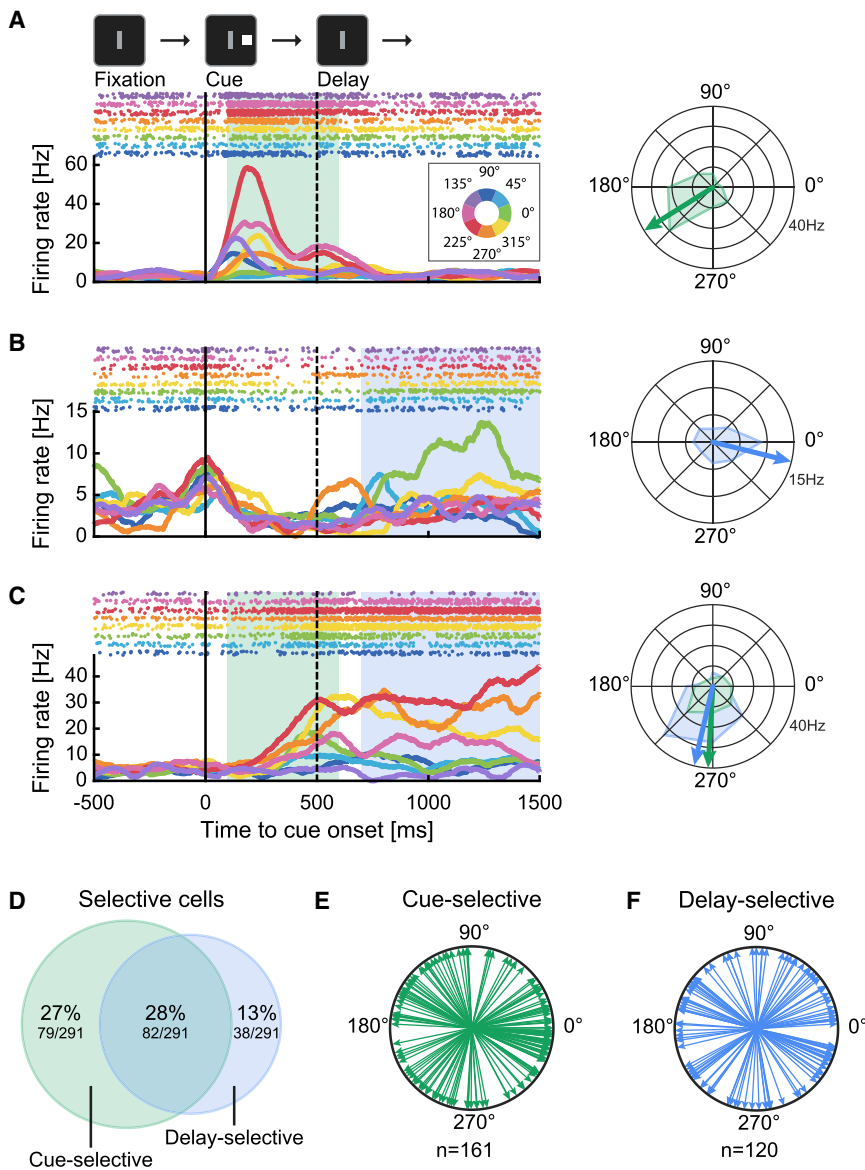 A
Fixation
Cue
Delay
Firing rate [Hz]
60
40
20
0
90°
135°
45°
180°
0°
225°
315°
270°
90°
180°
0°
40Hz
270°
B
Firing rate [Hz]
15
10
5
0
90°
180°
0°
15Hz
270°
C
Firing rate [Hz]
40
30
20
10
0
-500
0
500
1000
1500
Time to cue onset [ms]
90°
180°
0°
40Hz
270°
D
Selective cells
27%
79/291
28%
82/291
13%
38/291
Cue-selective
Delay-selective
E
Cue-selective
90°
180°
0°
270°
n=161
F
Delay-selective
90°
180°
0°
270°
n=120